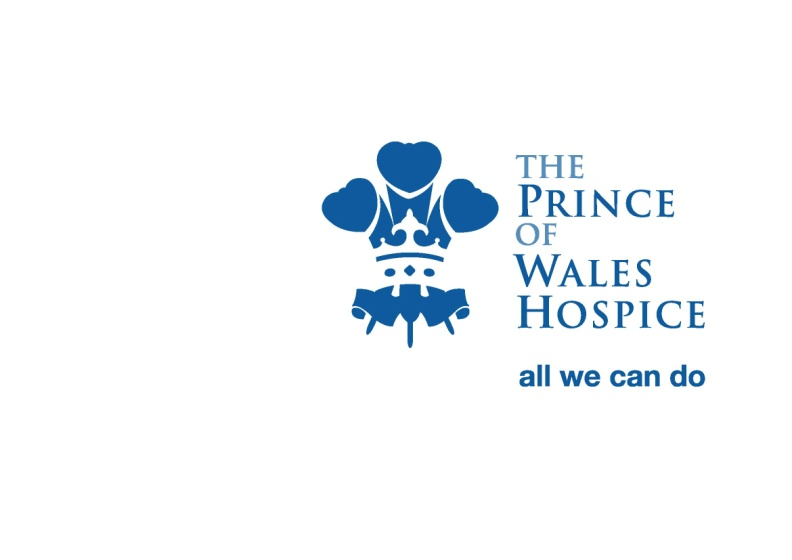 THE
PRINCE
OF
WALES
HOSPICE
all we can do